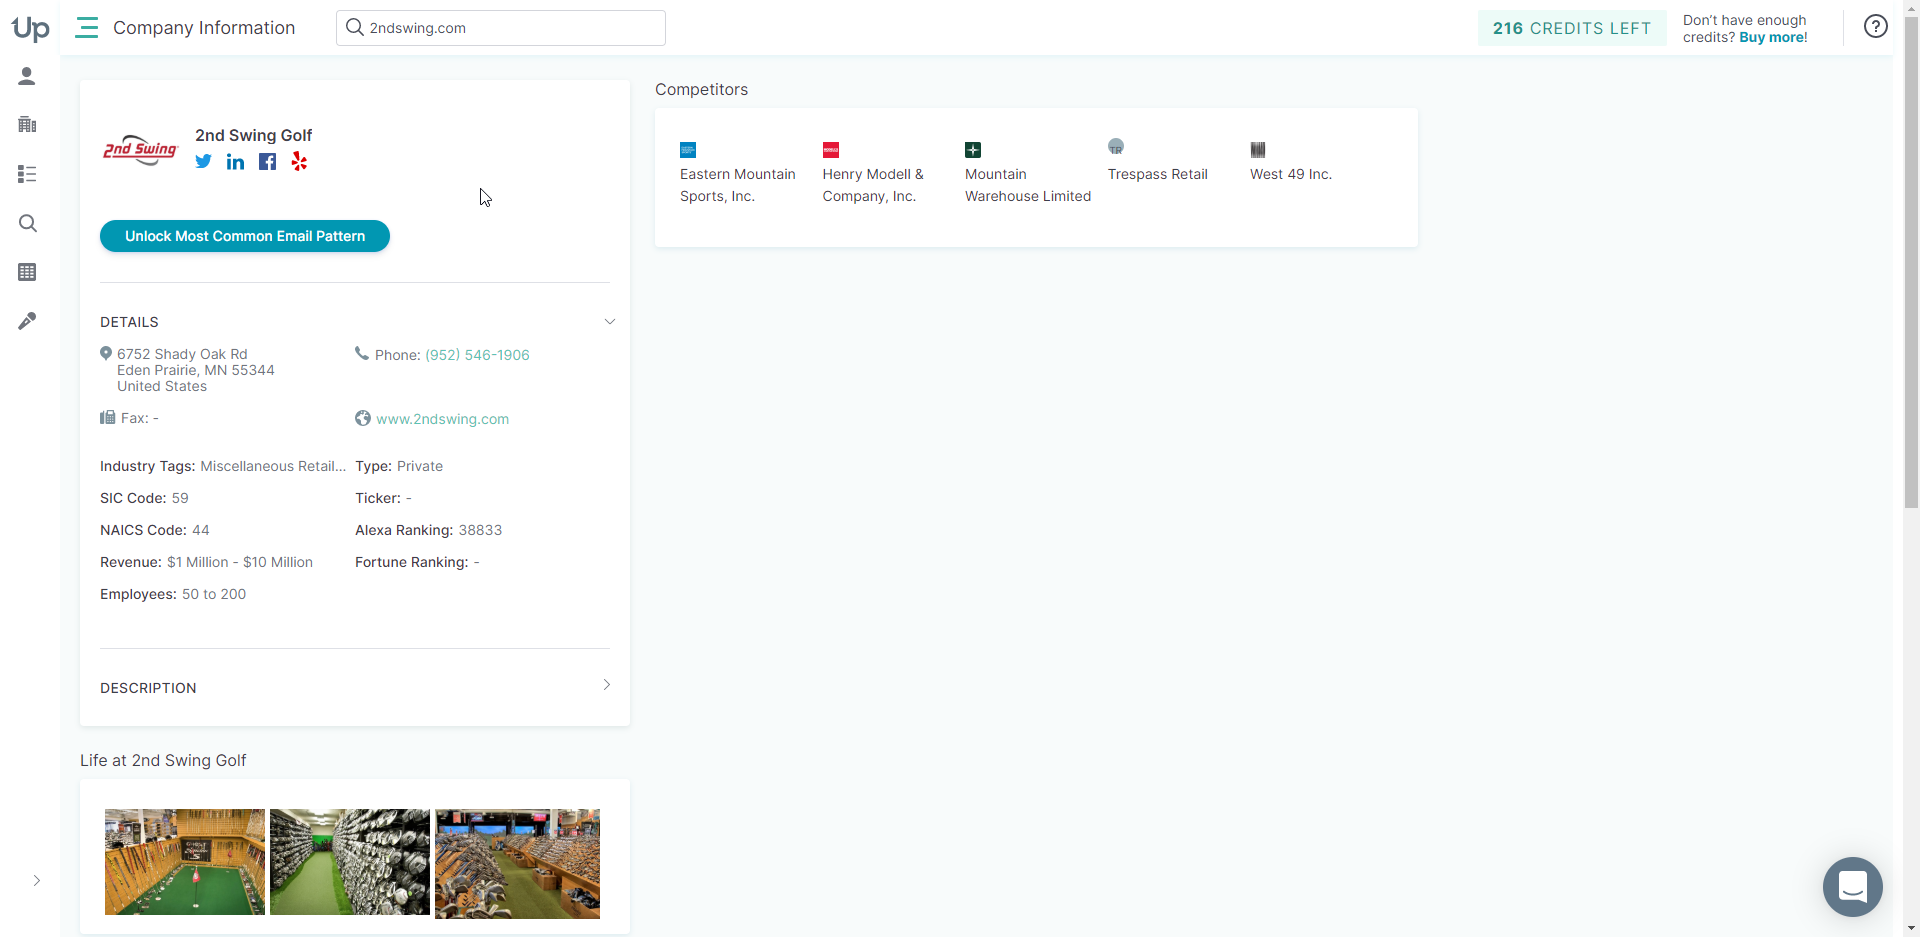 Up
Company Information
2ndswing.com
216 CREDITS LEFT
Don't have enough
credits? Buy more!
?
2nd Swing
2nd Swing Golf
Unlock Most Common Email Pattern
DETAILS
6752 Shady Oak Rd
Eden Prairie, MN 55344
United States
Phone: (952) 546-1906
Fax: -
www.2ndswing.com
Industry Tags: Miscellaneous Retail...
Type: Private
SIC Code: 59
Ticker: -
NAICS Code: 44
Alexa Ranking: 38833
Revenue: $1 Million - $10 Million
Fortune Ranking: -
Employees: 50 to 200
DESCRIPTION
Life at 2nd Swing Golf
Competitors
Eastern Mountain
Sports, Inc.
Henry Modell &
Company, Inc.
Mountain
Warehouse Limited
TR
Trespass Retail
West 49 Inc.